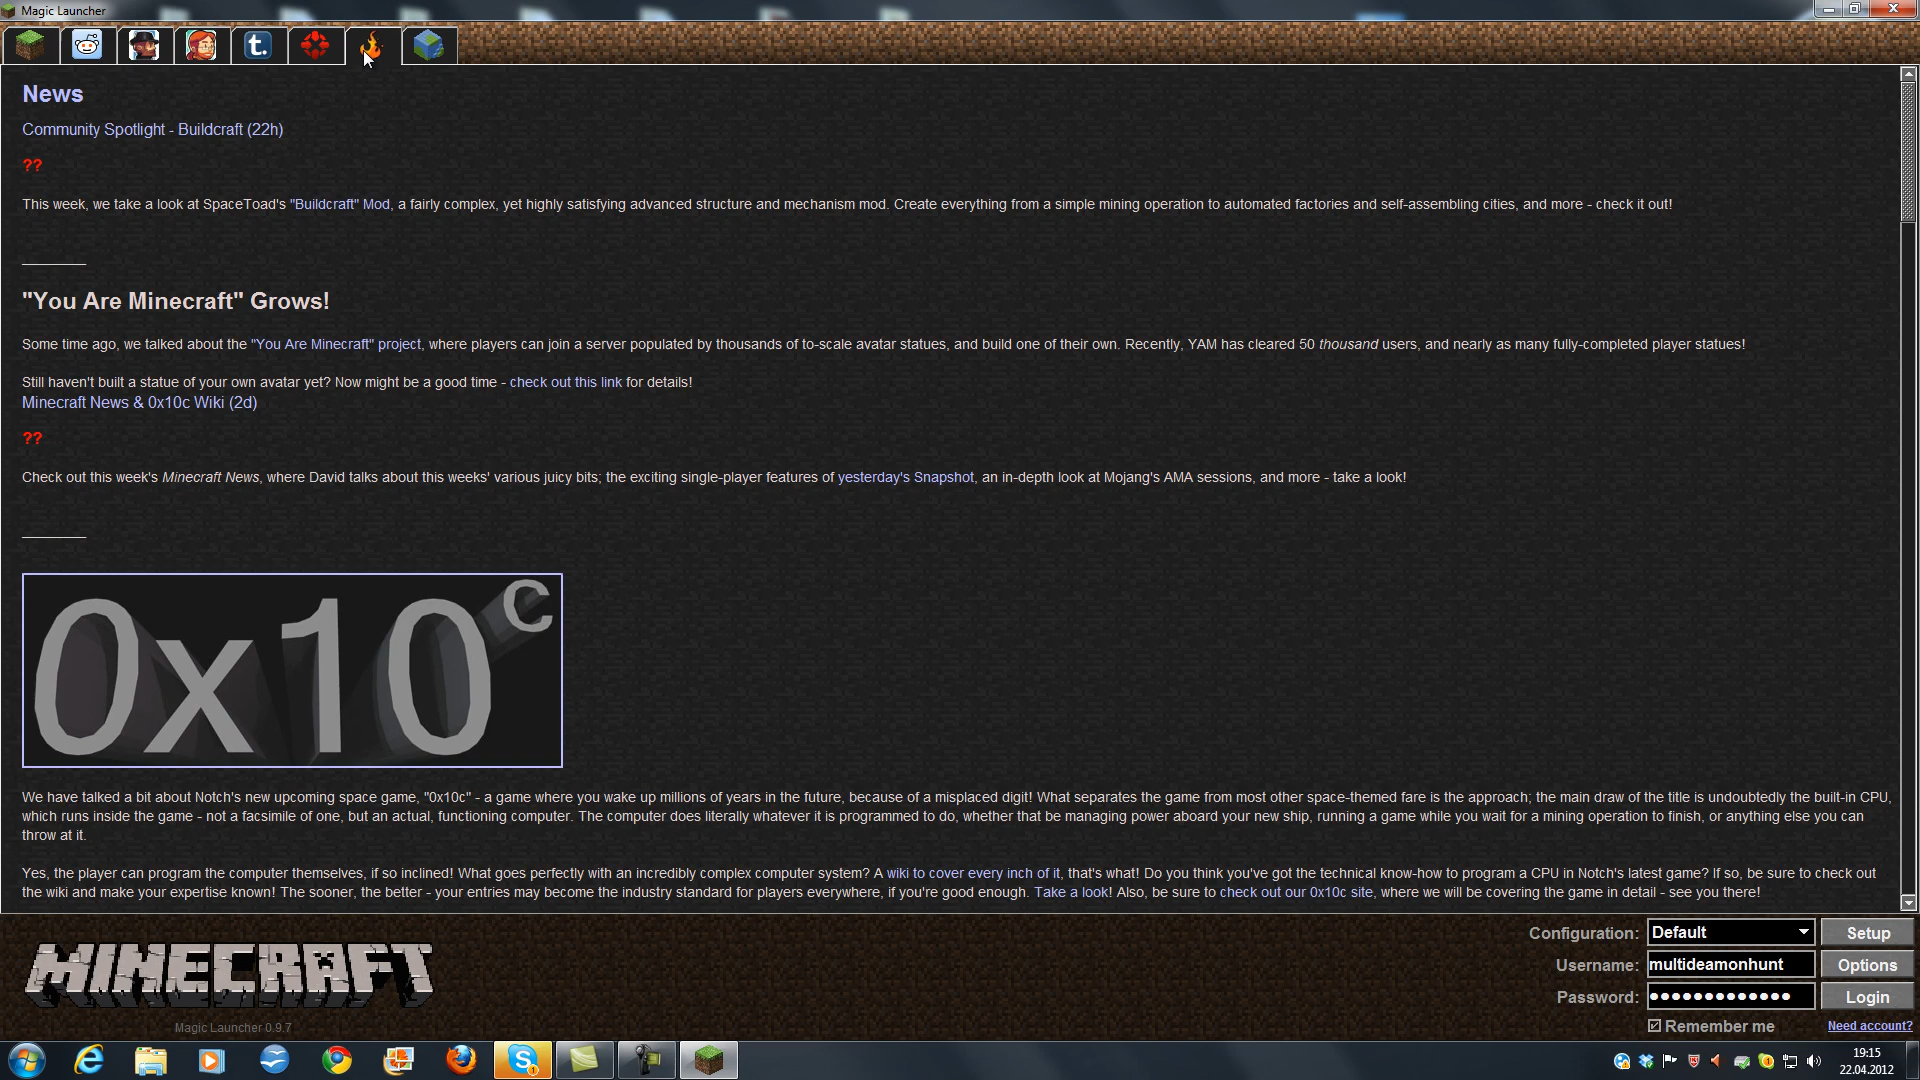 Magic Launcher
News
Community Spotlight - Buildcraft (22h)
??
This week, we take a look at SpaceToad's "Buildcraft" Mod, a fairly complex, yet highly satisfying advanced structure and mechanism mod. Create everything from a simple mining operation to automated factories and self-assembling cities, and more - check it out!
________
"You Are Minecraft" Grows!
Some time ago, we talked about the "You Are Minecraft" project, where players can join a server populated by thousands of to-scale avatar statues, and build one of their own. Recently, YAM has cleared 50 thousand users, and nearly as many fully-completed player statues!
Still haven't built a statue of your own avatar yet? Now might be a good time - check out this link for details!
Minecraft News & 0x10c Wiki (2d)
??
Check out this week's Minecraft News, where David talks about this weeks' various juicy bits; the exciting single-player features of yesterday's Snapshot, an in-depth look at Mojang's AMA sessions, and more - take a look!
________
0x10c
We have talked a bit about Notch's new upcoming space game, "0x10c" - a game where you wake up millions of years in the future, because of a misplaced digit! What separates the game from most other space-themed fare is the approach; the main draw of the title is undoubtedly the built-in CPU,
which runs inside the game - not a facsimile of one, but an actual, functioning computer. The computer does literally whatever it is programmed to do, whether that be managing power aboard your new ship, running a game while you wait for a mining operation to finish, or anything else you can
throw at it.
Yes, the player can program the computer themselves, if so inclined! What goes perfectly with an incredibly complex computer system? A wiki to cover every inch of it, that's what! Do you think you've got the technical know-how to program a CPU in Notch's latest game? If so, be sure to check out
the wiki and make your expertise known! The sooner, the better - your entries may become the industry standard for players everywhere, if you're good enough. Take a look! Also, be sure to check out our 0x10c site, where we will be covering the game in detail - see you there!
MINECRAFT
Magic Launcher 0.9.7
Configuration: Default Setup
Username: multideamonhunt Options
Password: ●●●●●●●●●●●●● Login
Remember me Need account?
19:15
22.04.2012